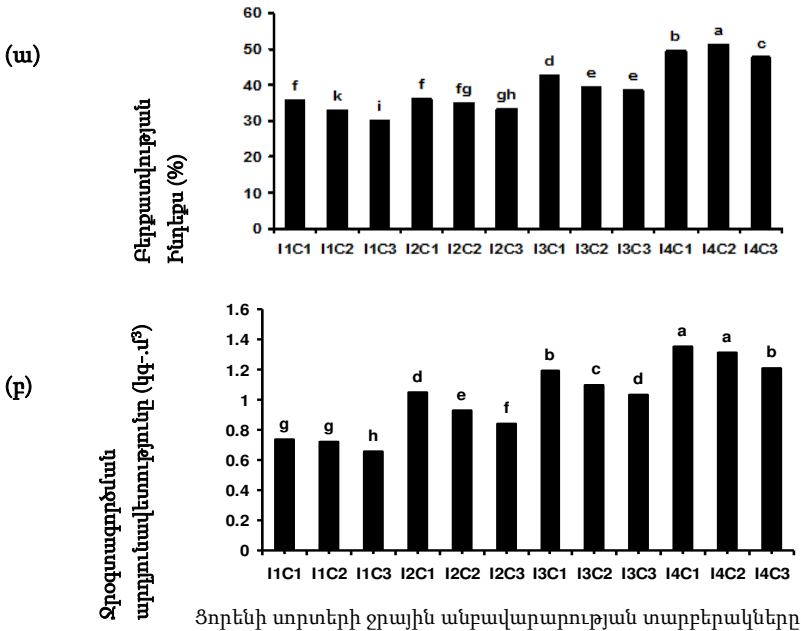 (ա)
Բերքատվության
Ինդեքս (%)
60
50
40
30
20
10
0
f k i f fg gh d e e b a c
I1C1 I1C2 I1C3 I2C1 I2C2 I2C3 I3C1 I3C2 I3C3 I4C1 I4C2 I4C3
(բ)
Ջրօգտագործման
արդյունավետությունը (կգ-.մ³)
1.6
1.4
1.2
1
0.8
0.6
0.4
0.2
0
g g h d e f b c d a a b
I1C1 I1C2 I1C3 I2C1 I2C2 I2C3 I3C1 I3C2 I3C3 I4C1 I4C2 I4C3
Ցորենի սորտերի ջրային անբավարարության տարբերակները